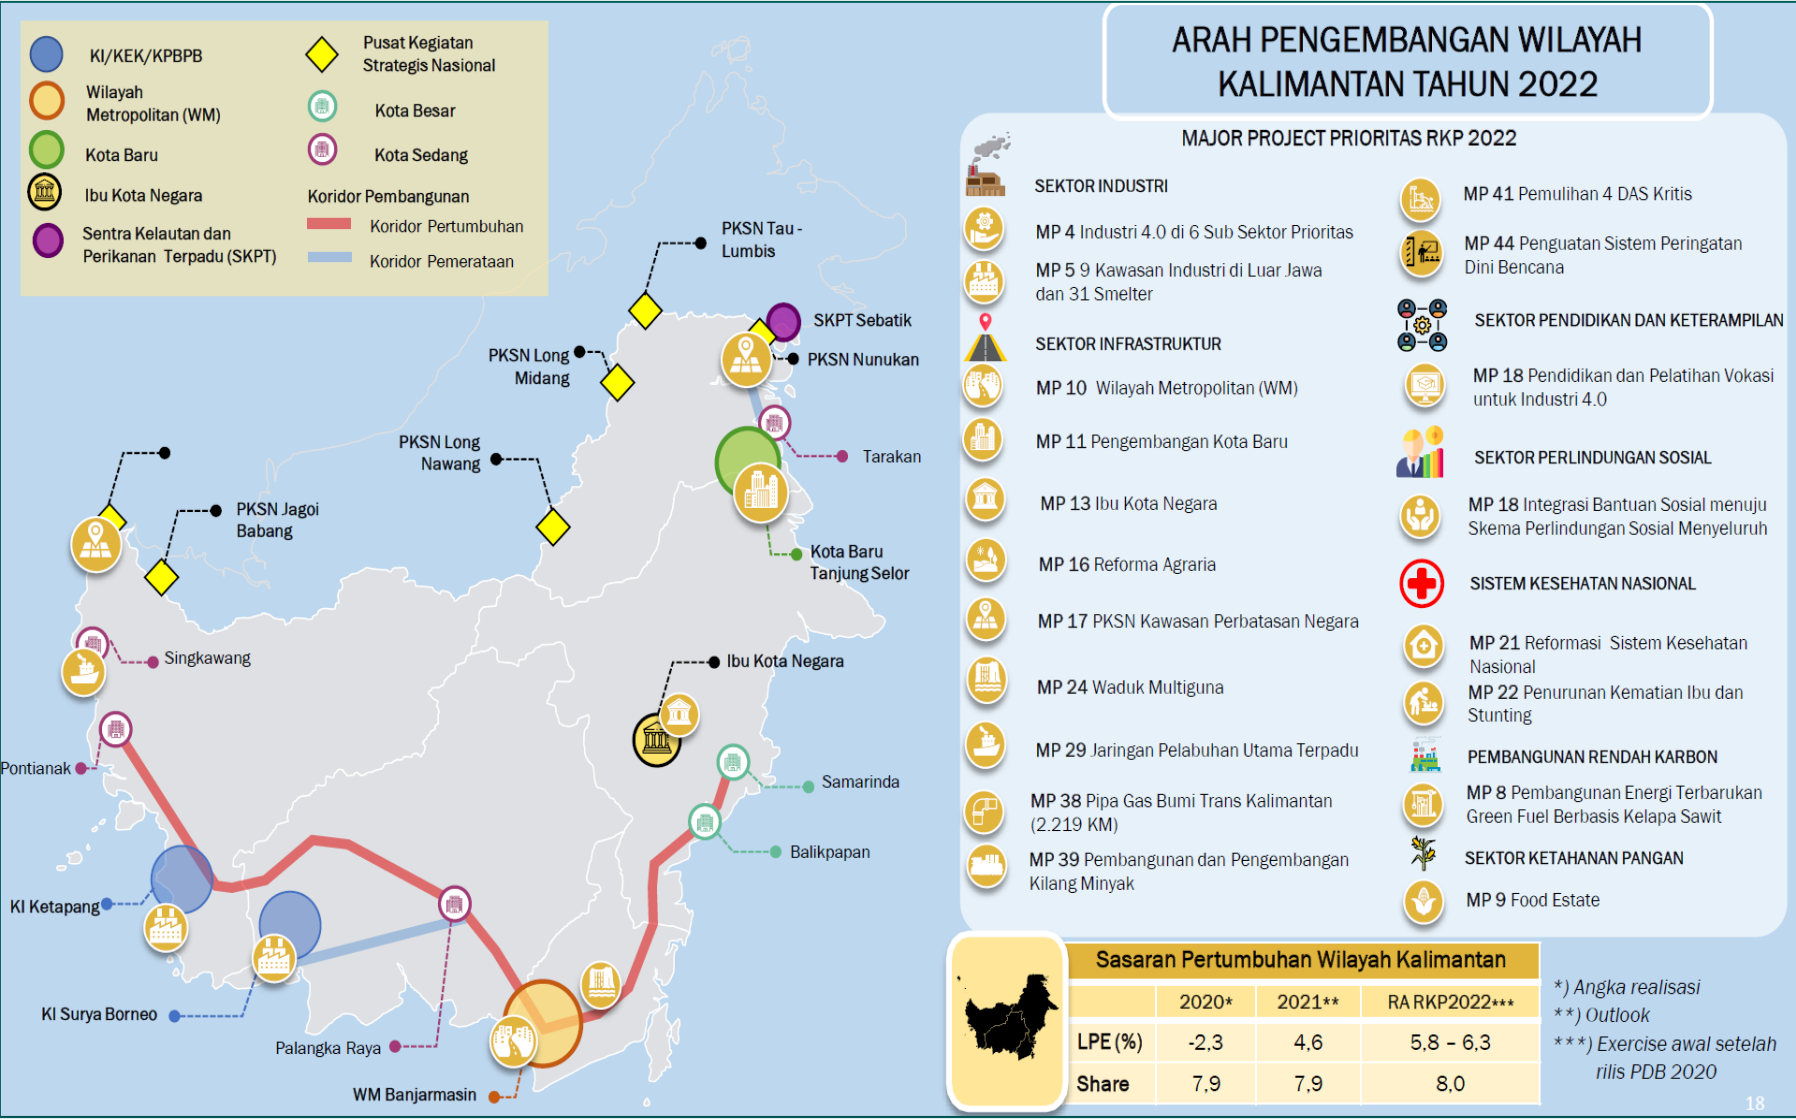 ARAH PENGEMBANGAN WILAYAH
KALIMANTAN TAHUN 2022
KI/KEK/KPBPB
Wilayah
Metropolitan (WM)
Kota Baru
Ibu Kota Negara
Sentra Kelautan dan
Perikanan Terpadu (SKPT)
Pusat Kegiatan
Strategis Nasional
Kota Besar
Kota Sedang
Koridor Pembangunan
Koridor Pertumbuhan
Koridor Pemerataan
PKSN Tau -
Lumbis
SKPT Sebatik
PKSN Nunukan
PKSN Long
Midang
PKSN Long
Nawang
Tarakan
PKSN Jagoi
Babang
Kota Baru
Tanjung Selor
Singkawang
Ibu Kota Negara
Pontianak
Samarinda
Balikpapan
KI Ketapang
KI Surya Borneo
Palangka Raya
WM Banjarmasin
MAJOR PROJECT PRIORITAS RKP 2022
SEKTOR INDUSTRI
MP 4 Industri 4.0 di 6 Sub Sektor Prioritas
MP 5 9 Kawasan Industri di Luar Jawa
dan 31 Smelter
SEKTOR INFRASTRUKTUR
MP 10 Wilayah Metropolitan (WM)
MP 11 Pengembangan Kota Baru
MP 13 Ibu Kota Negara
MP 16 Reforma Agraria
MP 17 PKSN Kawasan Perbatasan Negara
MP 24 Waduk Multiguna
MP 29 Jaringan Pelabuhan Utama Terpadu
MP 38 Pipa Gas Bumi Trans Kalimantan
(2.219 KM)
MP 39 Pembangunan dan Pengembangan
Kilang Minyak
MP 41 Pemulihan 4 DAS Kritis
MP 44 Penguatan Sistem Peringatan
Dini Bencana
SEKTOR PENDIDIKAN DAN KETERAMPILAN
MP 18 Pendidikan dan Pelatihan Vokasi
untuk Industri 4.0
SEKTOR PERLINDUNGAN SOSIAL
MP 18 Integrasi Bantuan Sosial menuju
Skema Perlindungan Sosial Menyeluruh
SISTEM KESEHATAN NASIONAL
MP 21 Reformasi Sistem Kesehatan
Nasional
MP 22 Penurunan Kematian Ibu dan
Stunting
PEMBANGUNAN RENDAH KARBON
MP 8 Pembangunan Energi Terbarukan
Green Fuel Berbasis Kelapa Sawit
SEKTOR KETAHANAN PANGAN
MP 9 Food Estate
Sasaran Pertumbuhan Wilayah Kalimantan
2020* 2021** RA RKP2022***
LPE (%) -2,3 4,6 5,8 – 6,3
Share 7,9 7,9 8,0
*) Angka realisasi
**) Outlook
***) Exercise awal setelah
rilis PDB 2020
18